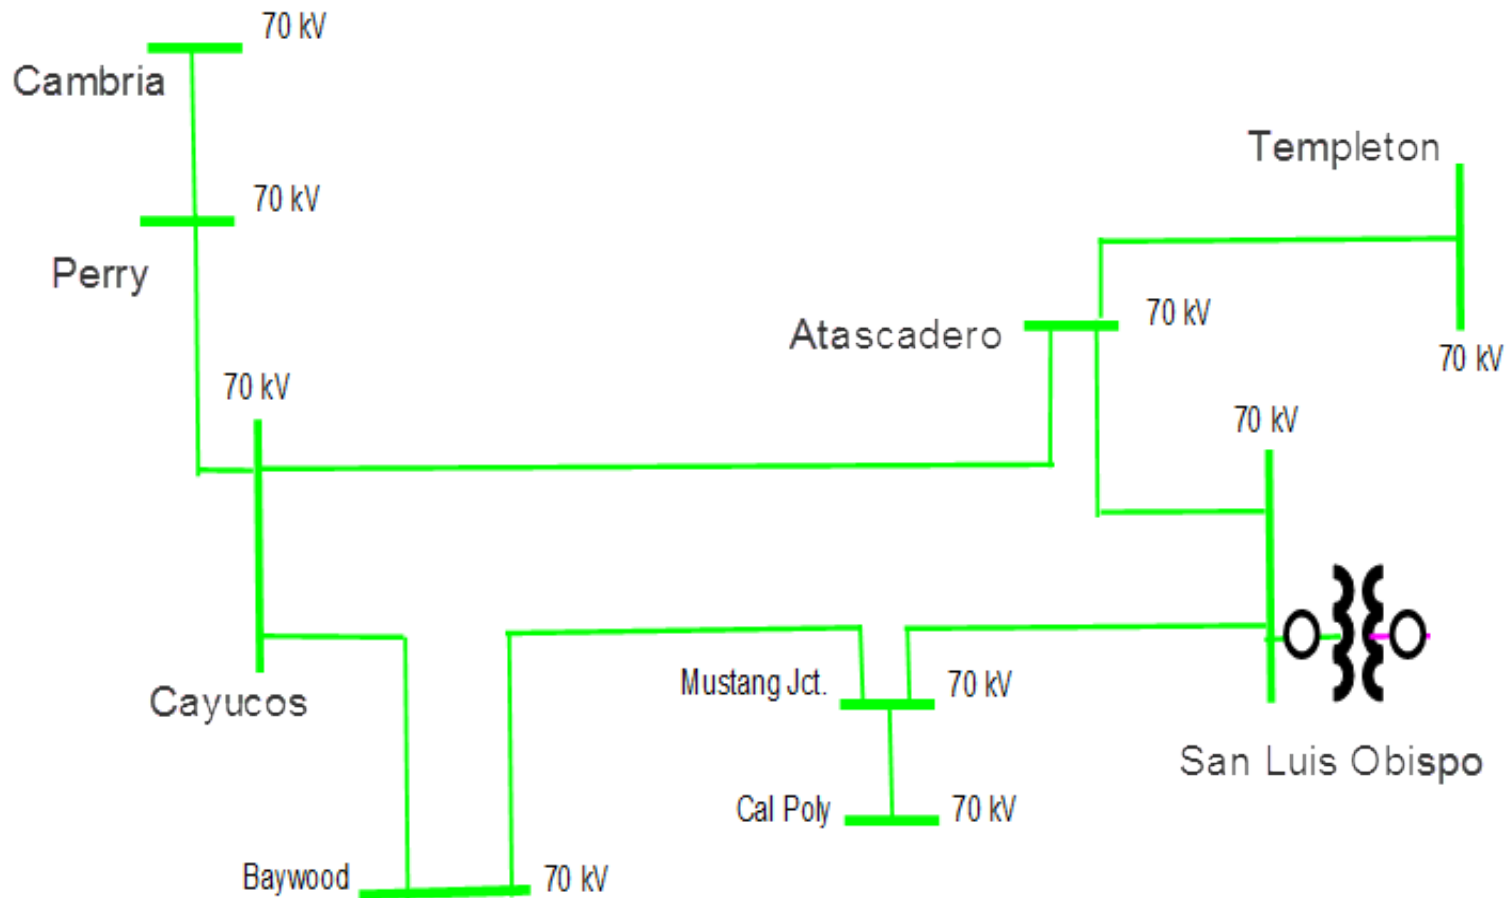 70 kV
Cambria
Templeton
70 kV
Perry
70 kV
Atascadero
70 kV
70 kV
70 kV
Mustang Jct.
70 kV
Cayucos
San Luis Obispo
Cal Poly
70 kV
Baywood
70 kV